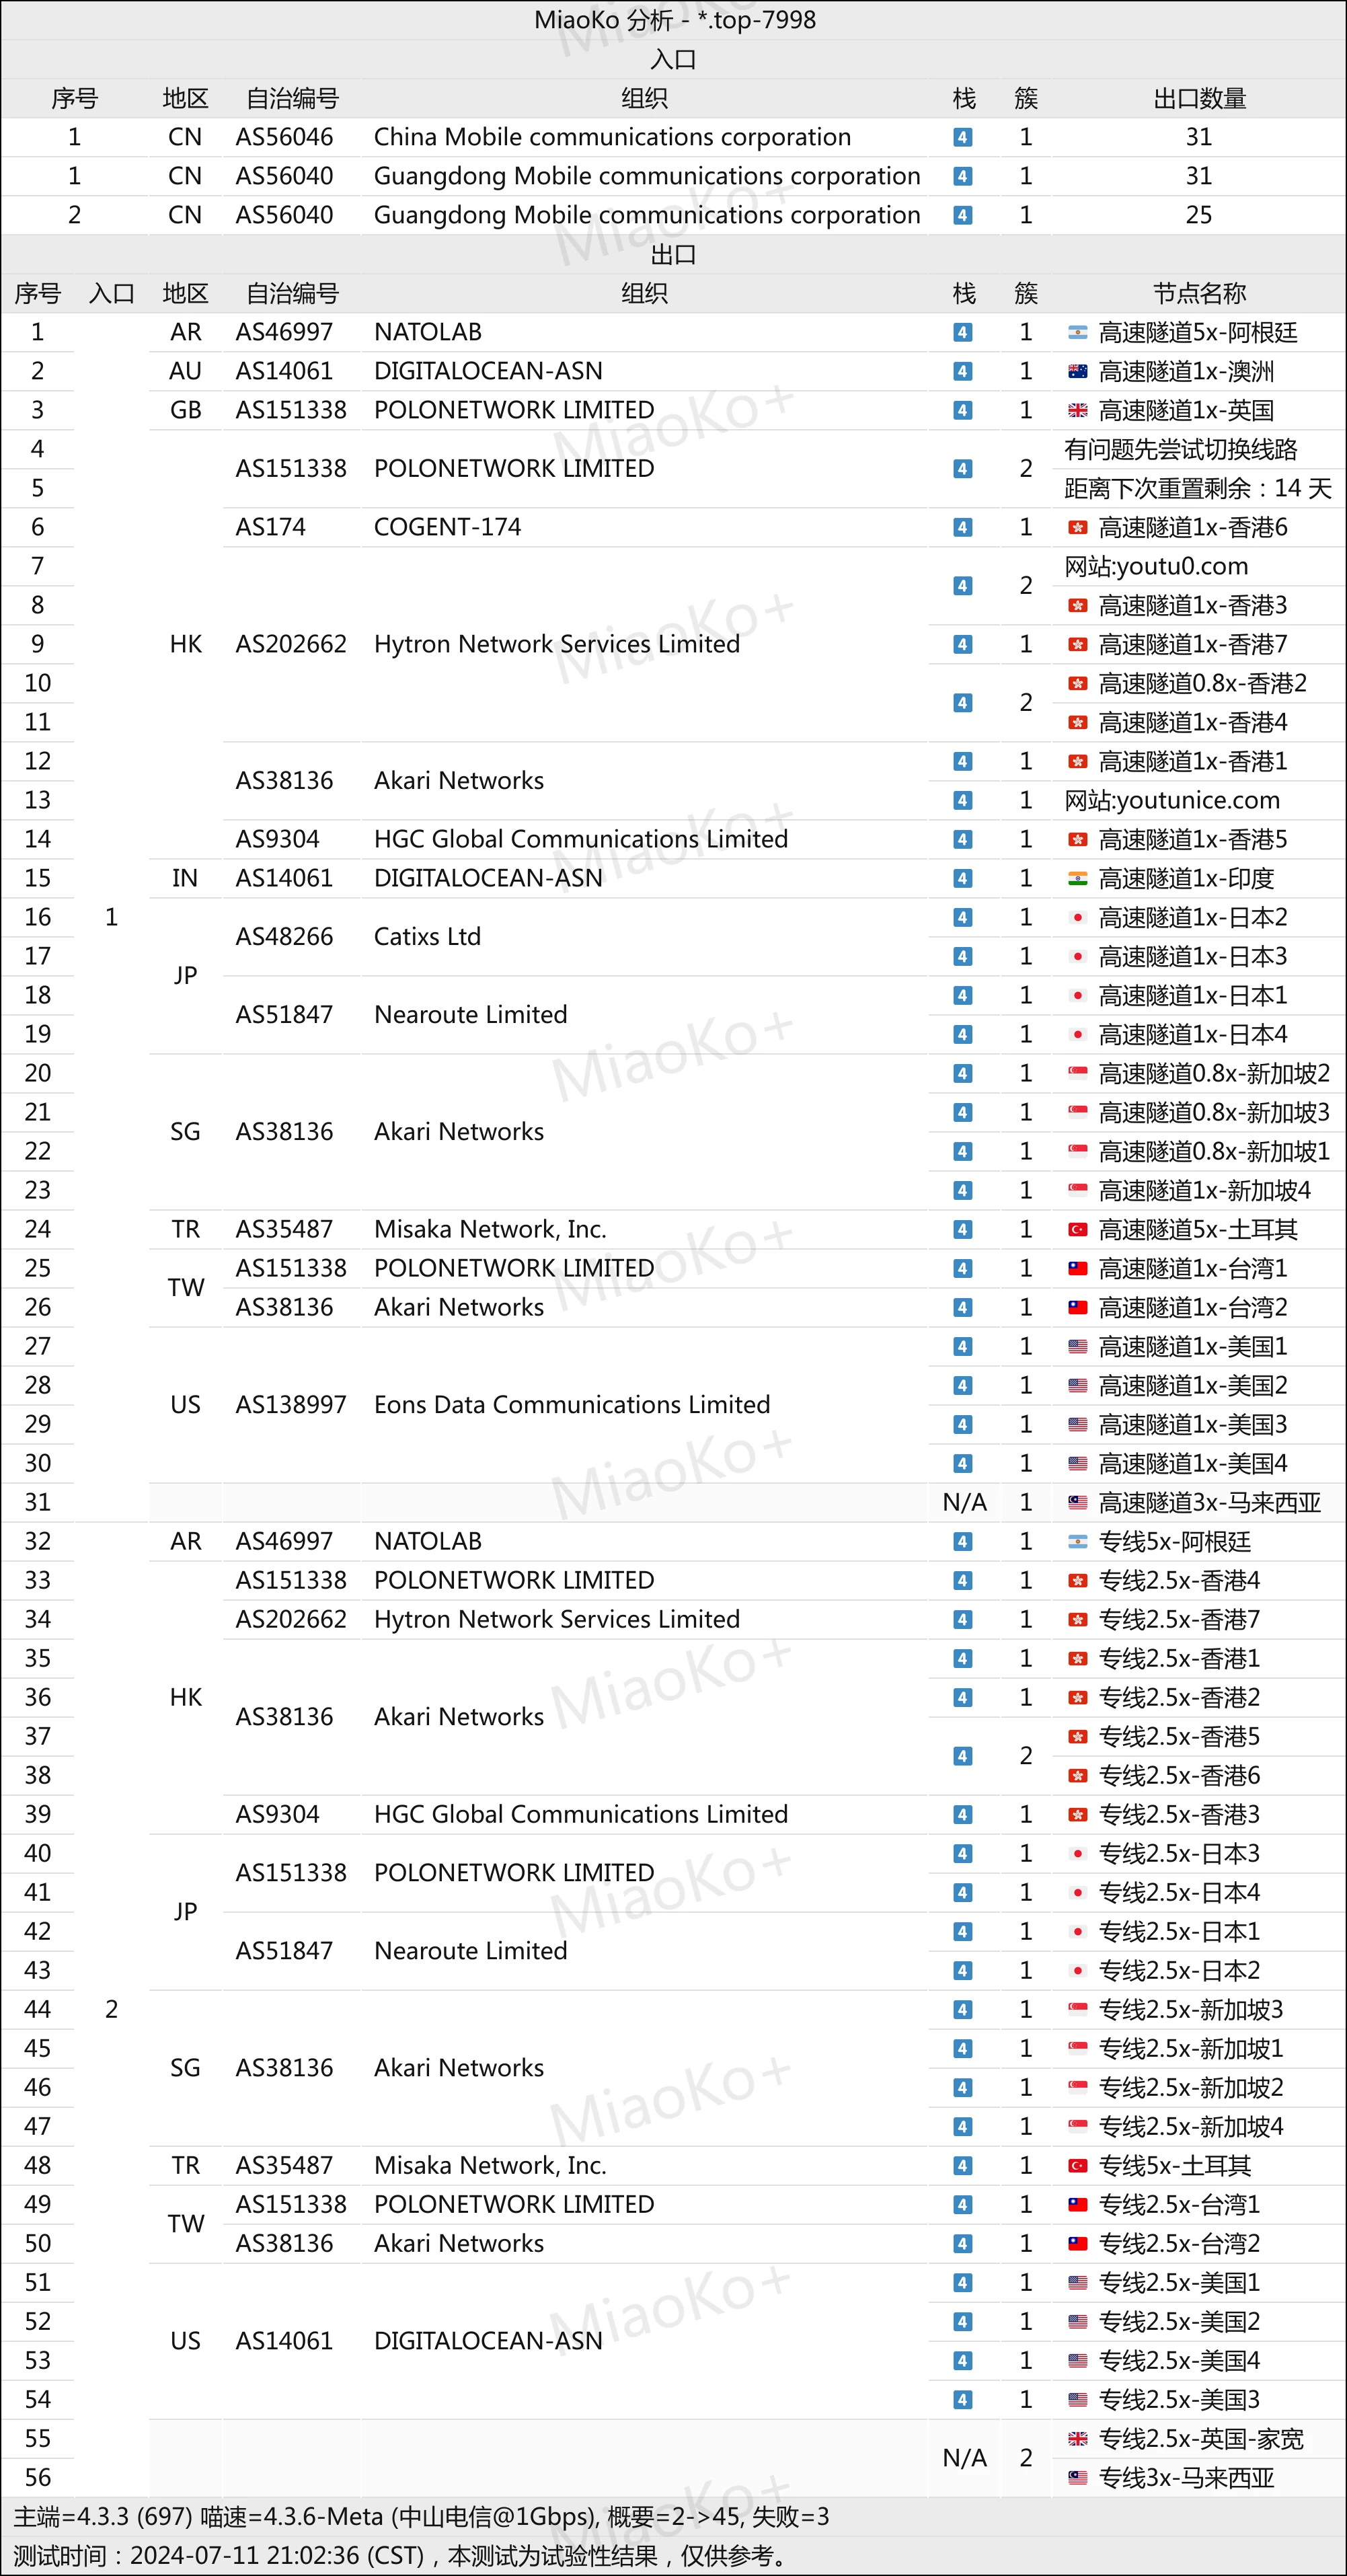 MiaoKo 分析 - *.top-7998
入口
序号 地区 自治编号 组织 栈 簇 出口数量
1 CN AS56046 China Mobile communications corporation 4 1 31
1 CN AS56040 Guangdong Mobile communications corporation 4 1 31
2 CN AS56040 Guangdong Mobile communications corporation 4 1 25
出口
序号 入口 地区 自治编号 组织 栈 簇 节点名称
1 AR AS46997 NATOLAB 4 1 高速隧道5x-阿根廷
2 AU AS14061 DIGITALOCEAN-ASN 4 1 高速隧道1x-澳洲
3 GB AS151338 POLONETWORK LIMITED 4 1 高速隧道1x-英国
4 有问题先尝试切换线路
AS151338 POLONETWORK LIMITED 4 2
5 距离下次重置剩余：14 天
6 AS174 COGENT-174 4 1 高速隧道1x-香港6
7 网站:youtu0.com
4 2
8 高速隧道1x-香港3
9 HK AS202662 Hytron Network Services Limited 4 1 高速隧道1x-香港7
10 高速隧道0.8x-香港2
4 2
11 高速隧道1x-香港4
12 4 1 高速隧道1x-香港1
AS38136 Akari Networks
13 4 1 网站:youtunice.com
14 AS9304 HGC Global Communications Limited 4 1 高速隧道1x-香港5
15 IN AS14061 DIGITALOCEAN-ASN 4 1 高速隧道1x-印度
16 1 4 1 高速隧道1x-日本2
AS48266 Catixs Ltd
17 4 1 高速隧道1x-日本3
JP
18 4 1 高速隧道1x-日本1
AS51847 Nearoute Limited
19 4 1 高速隧道1x-日本4
20 4 1 高速隧道0.8x-新加坡2
21 4 1 高速隧道0.8x-新加坡3
SG AS38136 Akari Networks
22 4 1 高速隧道0.8x-新加坡1
23 4 1 高速隧道1x-新加坡4
24 TR AS35487 Misaka Network, Inc. 4 1 高速隧道5x-土耳其
25 AS151338 POLONETWORK LIMITED 4 1 高速隧道1x-台湾1
TW
26 AS38136 Akari Networks 4 1 高速隧道1x-台湾2
27 4 1 高速隧道1x-美国1
28 4 1 高速隧道1x-美国2
US AS138997 Eons Data Communications Limited
29 4 1 高速隧道1x-美国3
30 4 1 高速隧道1x-美国4
31 N/A 1 高速隧道3x-马来西亚
32 AR AS46997 NATOLAB 4 1 专线5x-阿根廷
33 AS151338 POLONETWORK LIMITED 4 1 专线2.5x-香港4
34 AS202662 Hytron Network Services Limited 4 1 专线2.5x-香港7
35 4 1 专线2.5x-香港1
36 HK 4 1 专线2.5x-香港2
AS38136 Akari Networks
37 专线2.5x-香港5
4 2
38 专线2.5x-香港6
39 AS9304 HGC Global Communications Limited 4 1 专线2.5x-香港3
40 4 1 专线2.5x-日本3
AS151338 POLONETWORK LIMITED
41 4 1 专线2.5x-日本4
JP
42 4 1 专线2.5x-日本1
AS51847 Nearoute Limited
43 4 1 专线2.5x-日本2
44 2 4 1 专线2.5x-新加坡3
45 4 1 专线2.5x-新加坡1
SG AS38136 Akari Networks
46 4 1 专线2.5x-新加坡2
47 4 1 专线2.5x-新加坡4
48 TR AS35487 Misaka Network, Inc. 4 1 专线5x-土耳其
49 AS151338 POLONETWORK LIMITED 4 1 专线2.5x-台湾1
TW
50 AS38136 Akari Networks 4 1 专线2.5x-台湾2
51 4 1 专线2.5x-美国1
52 4 1 专线2.5x-美国2
US AS14061 DIGITALOCEAN-ASN
53 4 1 专线2.5x-美国4
54 4 1 专线2.5x-美国3
55 专线2.5x-英国-家宽
N/A 2
56 专线3x-马来西亚
主端=4.3.3 (697) 喵速=4.3.6-Meta (中山电信@1Gbps), 概要=2->45, 失败=3
测试时间：2024-07-11 21:02:36 (CST)，本测试为试验性结果，仅供参考。
MiaoKo+
MiaoKo+
MiaoKo+
MiaoKo+
MiaoKo+
MiaoKo+
MiaoKo+
MiaoKo+
MiaoKo+
MiaoKo+
MiaoKo+
MiaoKo+
MiaoKo+